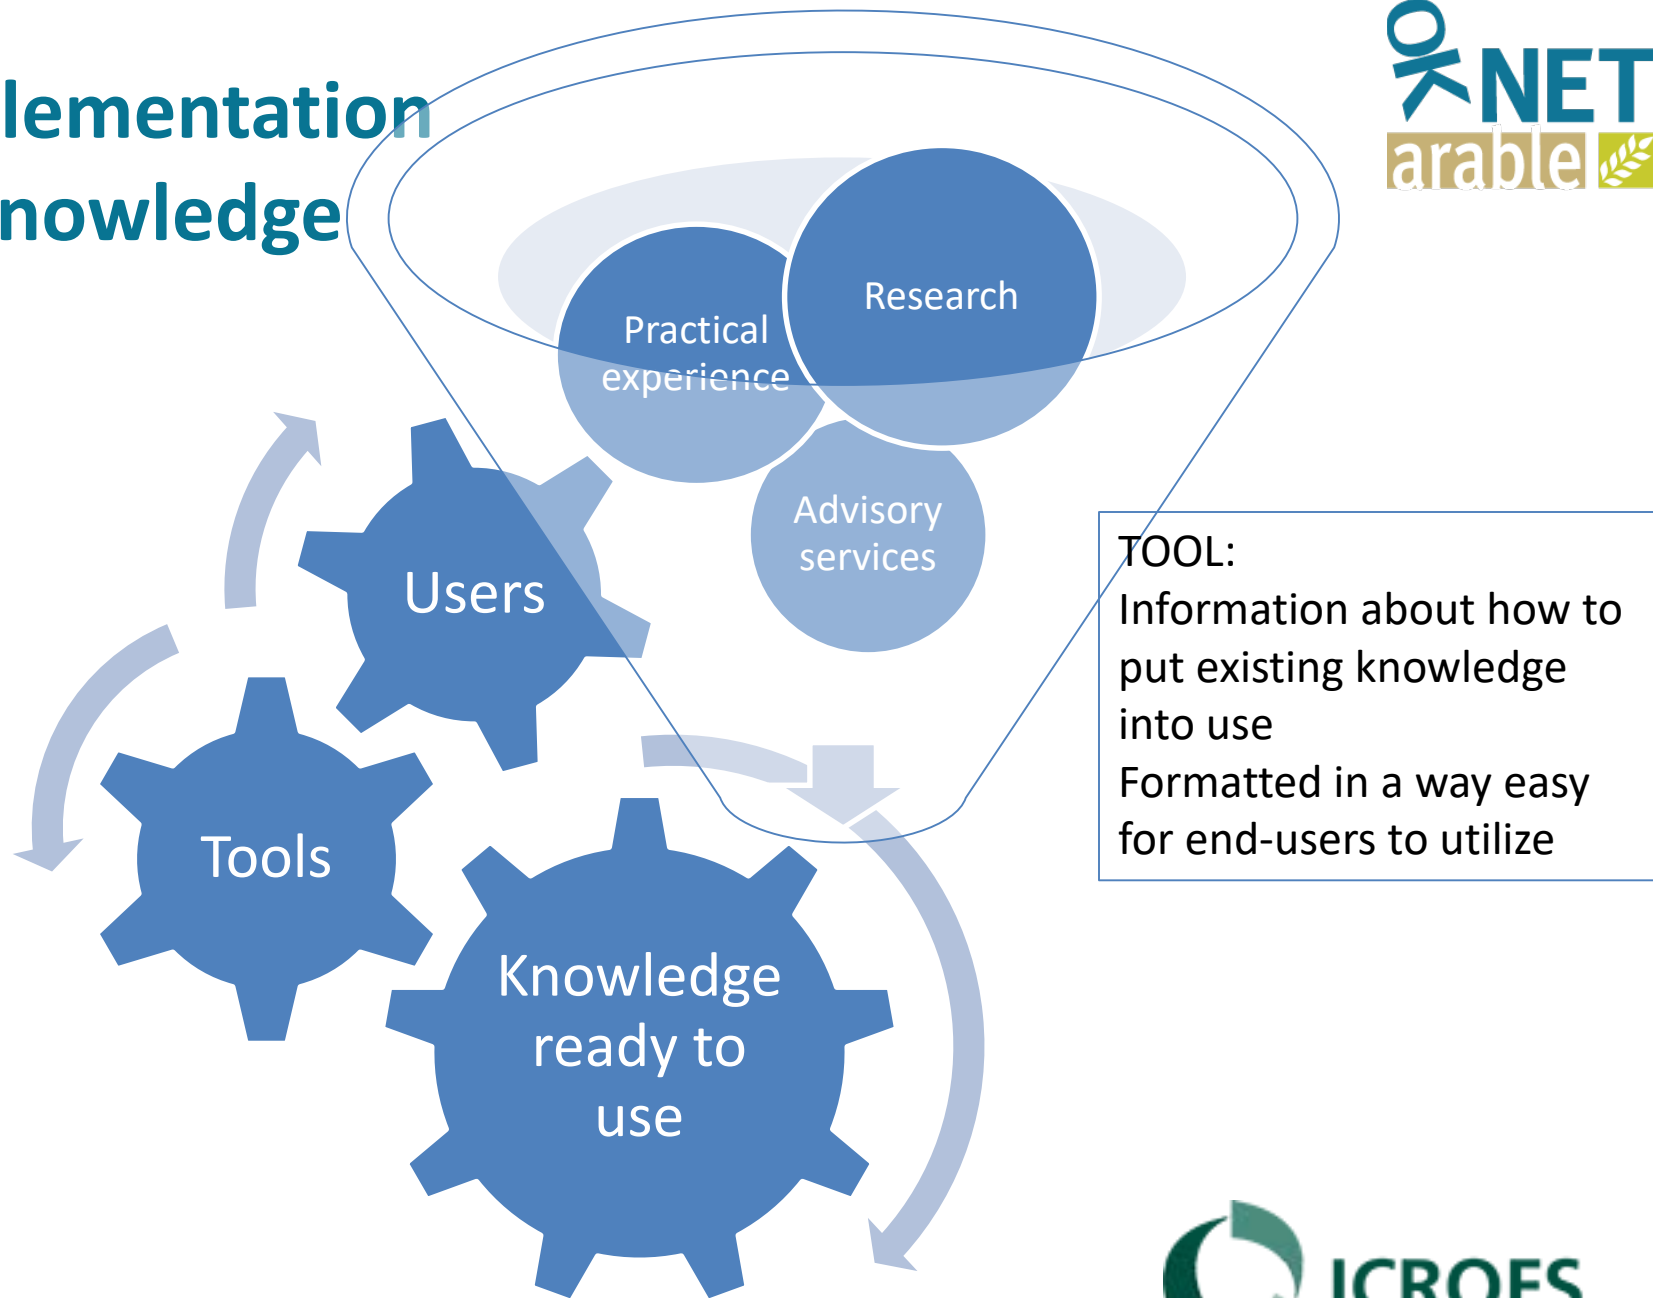 lementation
nowledge
OK NET
arable
Research
Practical
experience
Advisory
services
Users
TOOL:
Information about how to
put existing knowledge
into use
Formatted in a way easy
for end-users to utilize
Tools
Knowledge
ready to
use
ICROFS